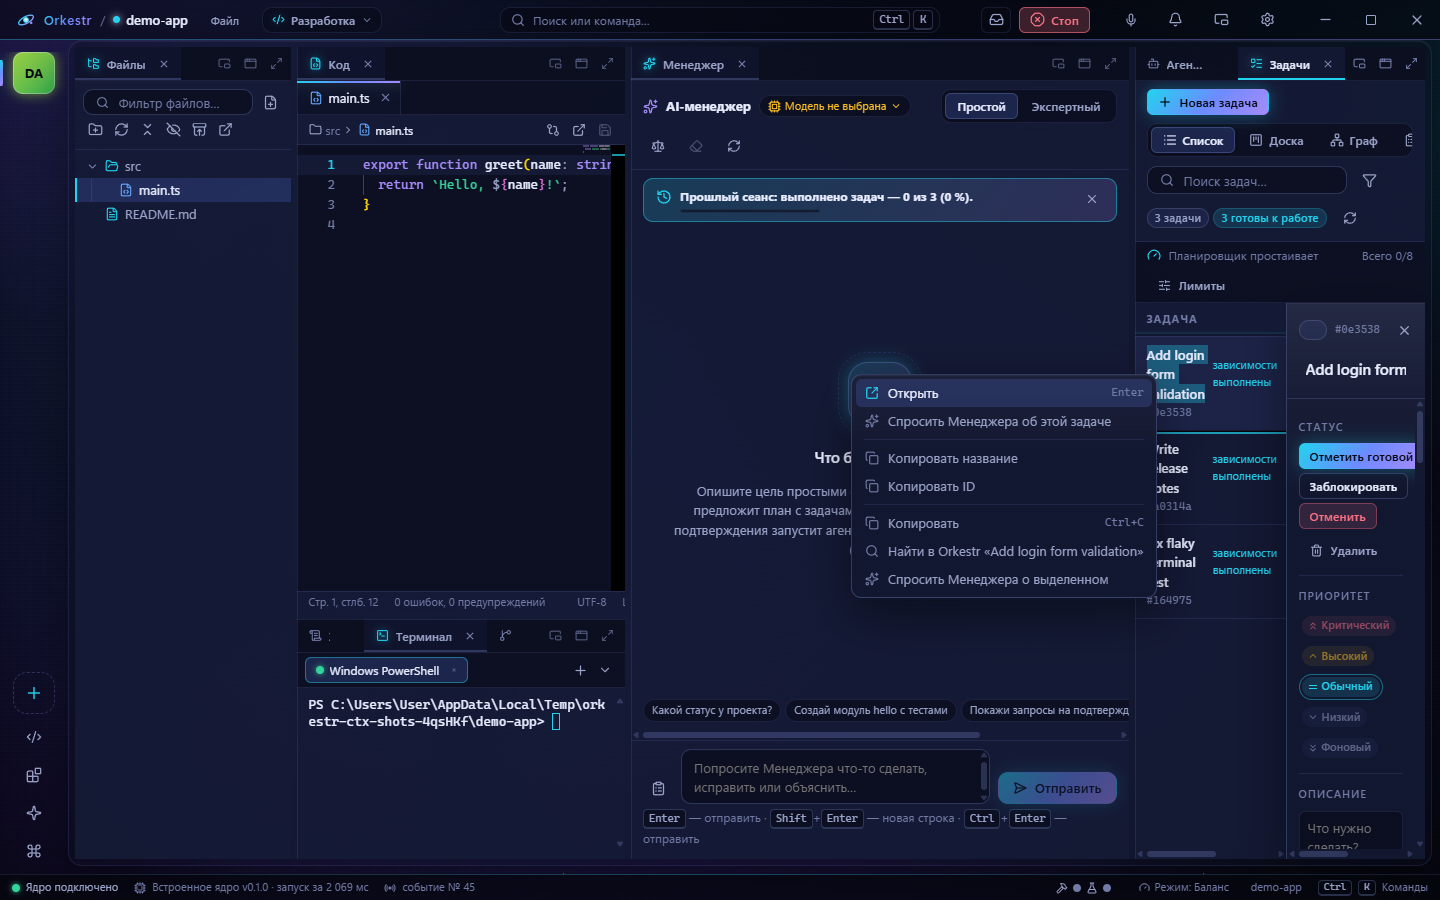 Orkestr / demo-app Файл Разработка Поиск или команда... Ctrl K Стоп
DA
Файлы
Фильтр файлов...
src
main.ts
README.md
Код
main.ts
src > main.ts
1 export function greet(name: strin
2 return `Hello, ${name}!`;
3 }
4
Стр. 1, стлб. 12 0 ошибок, 0 предупреждений UTF-8
Терминал
Windows PowerShell
PS C:\Users\User\AppData\Local\Temp\ork
estr-ctx-shots-4qsHKf\demo-app>
Менеджер
AI-менеджер Модель не выбрана Простой Экспертный
Прошлый сеанс: выполнено задач — 0 из 3 (0 %).
Что б
Опишите цель простыми
предложит план с задачам
подтверждения запустит аген
Открыть Enter
Спросить Менеджера об этой задаче
Копировать название
Копировать ID
Копировать Ctrl+C
Найти в Orkestr «Add login form validation»
Спросить Менеджера о выделенном
Какой статус у проекта? Создай модуль hello с тестами Покажи запросы на подтвержд
Попросите Менеджера что-то сделать,
исправить или объяснить...
Отправить
Enter — отправить · Shift + Enter — новая строка · Ctrl + Enter —
отправить
Аген... Задачи
Новая задача
Список Доска Граф
Поиск задач...
3 задачи 3 готовы к работе
Планировщик простаивает Всего 0/8
Лимиты
ЗАДАЧА
Add login
form
alidation
0e3538
зависимости
выполнены
rite
elease
otes
a0314a
зависимости
выполнены
x flaky
erminal
est
#164975
зависимости
выполнены
#0e3538
Add login form
СТАТУС
Отметить готовой
Заблокировать
Отменить
Удалить
ПРИОРИТЕТ
Критический
Высокий
Обычный
Низкий
Фоновый
ОПИСАНИЕ
Что нужно
сделать?
Ядро подключено Встроенное ядро v0.1.0 · запуск за 2 069 мс событие № 45 Режим: Баланс demo-app Ctrl K Команды